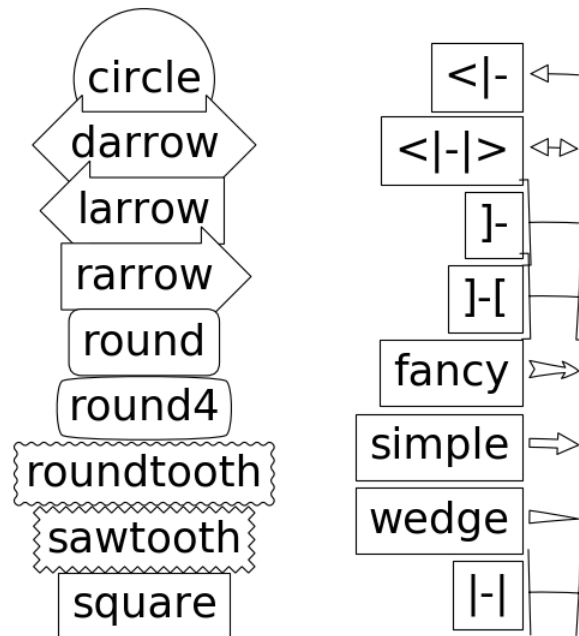 circle
darrow
larrow
rarrow
round
round4
roundtooth
sawtooth
square
<|-
<|-|>
]-
]-[
fancy
simple
wedge
|-|